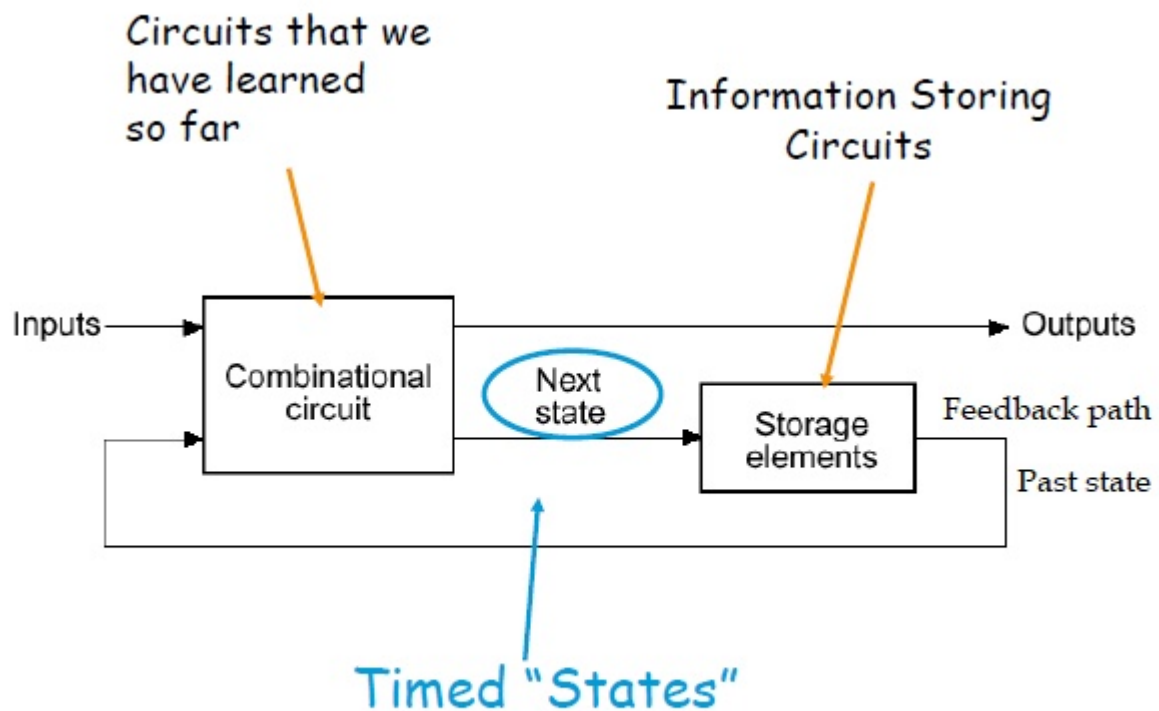 Circuits that we
have learned
so far
Information Storing
Circuits
Inputs
Outputs
Combinational
circuit
Next
state
Storage
elements
Feedback path
Past state
Timed “States”